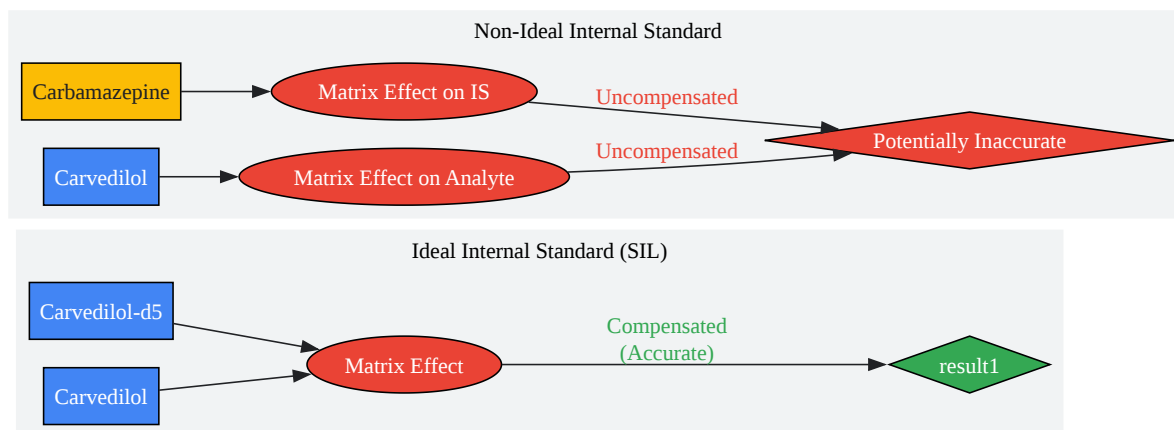 Non-Ideal Internal Standard
Carbamazepine
Matrix Effect on IS
Uncompensated
Potentially Inaccurate
Carvedilol
Matrix Effect on Analyte
Uncompensated
Ideal Internal Standard (SIL)
Carvedilol-d5
Carvedilol
Matrix Effect
Compensated
(Accurate)
result1